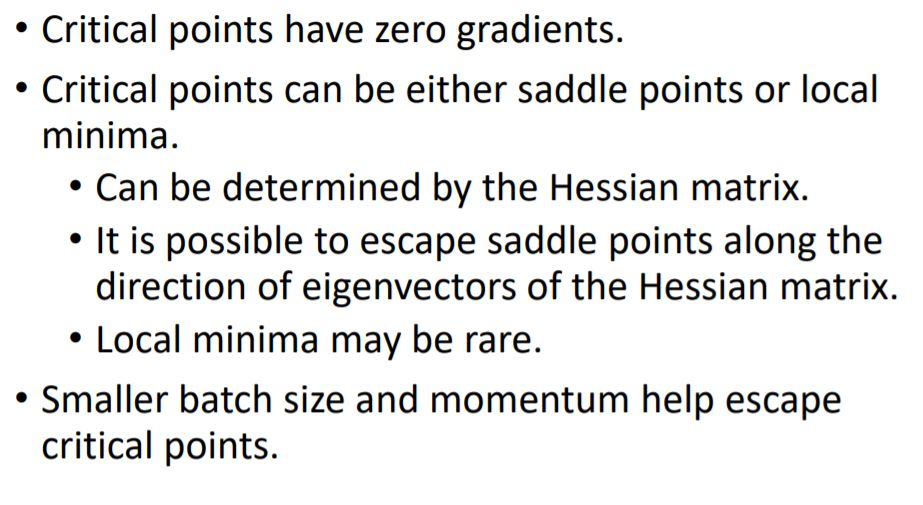 • Critical points have zero gradients.
• Critical points can be either saddle points or local
minima.
• Can be determined by the Hessian matrix.
• It is possible to escape saddle points along the
direction of eigenvectors of the Hessian matrix.
• Local minima may be rare.
• Smaller batch size and momentum help escape
critical points.